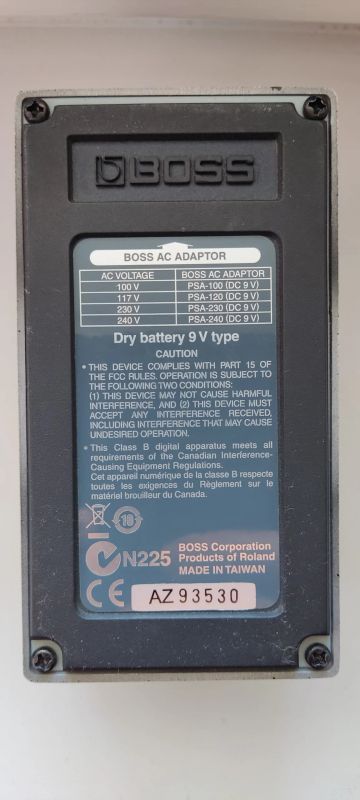 BOSS
BOSS AC ADAPTOR
AC VOLTAGE BOSS AC ADAPTOR
100 V PSA-100 (DC 9 V)
117 V PSA-120 (DC 9 V)
230 V PSA-230 (DC 9 V)
240 V PSA-240 (DC 9 V)
Dry battery 9 V type
CAUTION
• THIS DEVICE COMPLIES WITH PART 15 OF
THE FCC RULES. OPERATION IS SUBJECT TO
THE FOLLOWING TWO CONDITIONS:
(1) THIS DEVICE MAY NOT CAUSE HARMFUL
INTERFERENCE, AND (2) THIS DEVICE MUST
ACCEPT ANY INTERFERENCE RECEIVED,
INCLUDING INTERFERENCE THAT MAY CAUSE
UNDESIRED OPERATION.
• This Class B digital apparatus meets all
requirements of the Canadian Interference-
Causing Equipment Regulations.
Cet appareil numérique de la classe B respecte
toutes les exigences du Règlement sur le
matériel brouilleur du Canada.
10
N225
BOSS Corporation
Products of Roland
MADE IN TAIWAN
CE
AZ93530